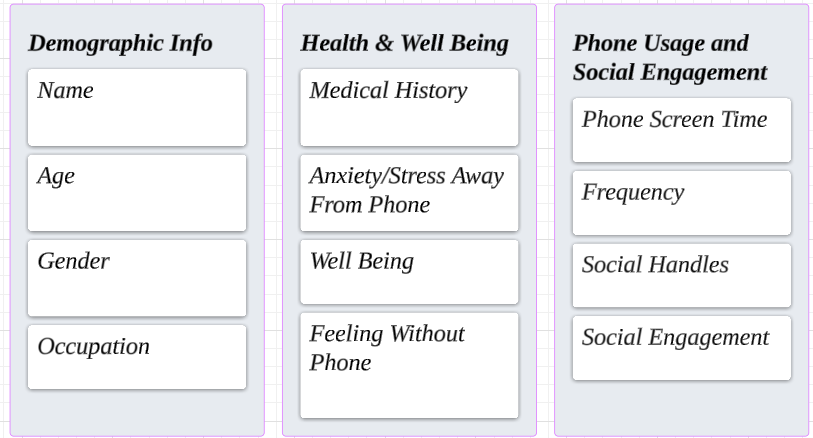 Demographic Info
Name
Age
Gender
Occupation
Health & Well Being
Medical History
Anxiety/Stress Away
From Phone
Well Being
Feeling Without
Phone
Phone Usage and
Social Engagement
Phone Screen Time
Frequency
Social Handles
Social Engagement